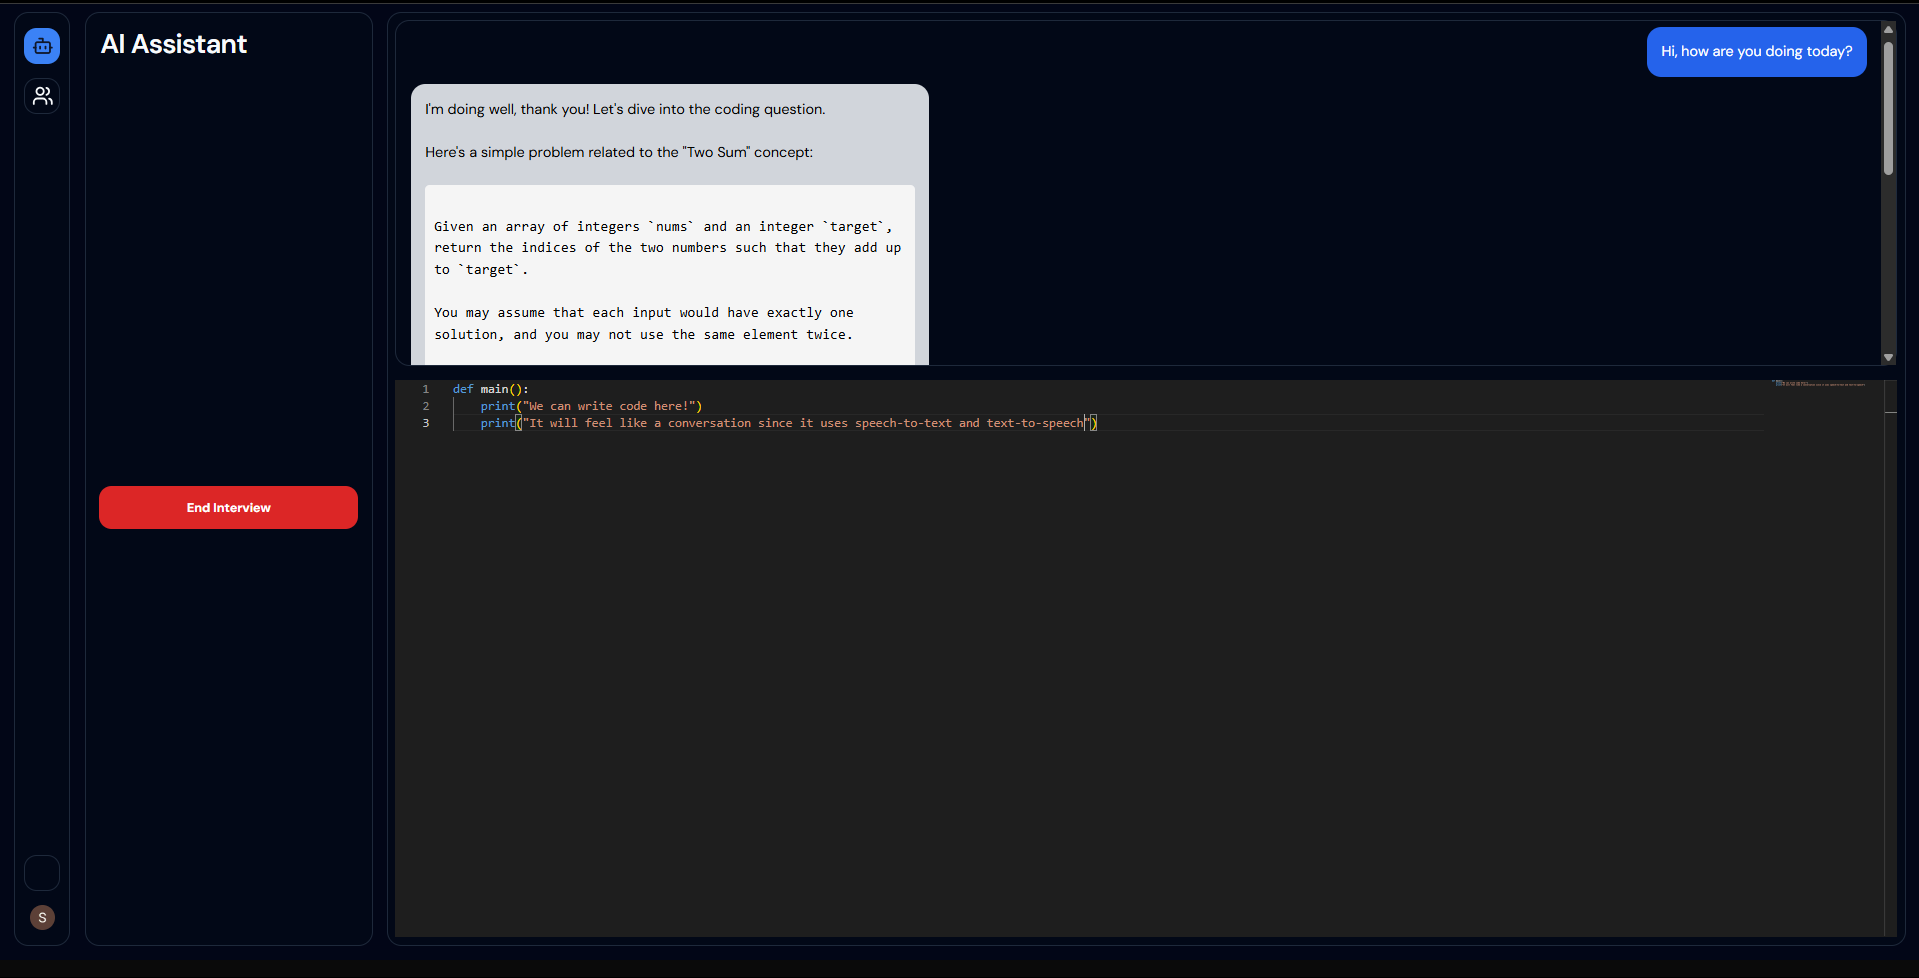 AI Assistant
End Interview
S
Hi, how are you doing today?
I'm doing well, thank you! Let's dive into the coding question.
Here's a simple problem related to the "Two Sum" concept:
Given an array of integers `nums` and an integer `target`,
return the indices of the two numbers such that they add up
to `target`.
You may assume that each input would have exactly one
solution, and you may not use the same element twice.
1 def main():
2 print("We can write code here!")
3 print("It will feel like a conversation since it uses speech-to-text and text-to-speech")